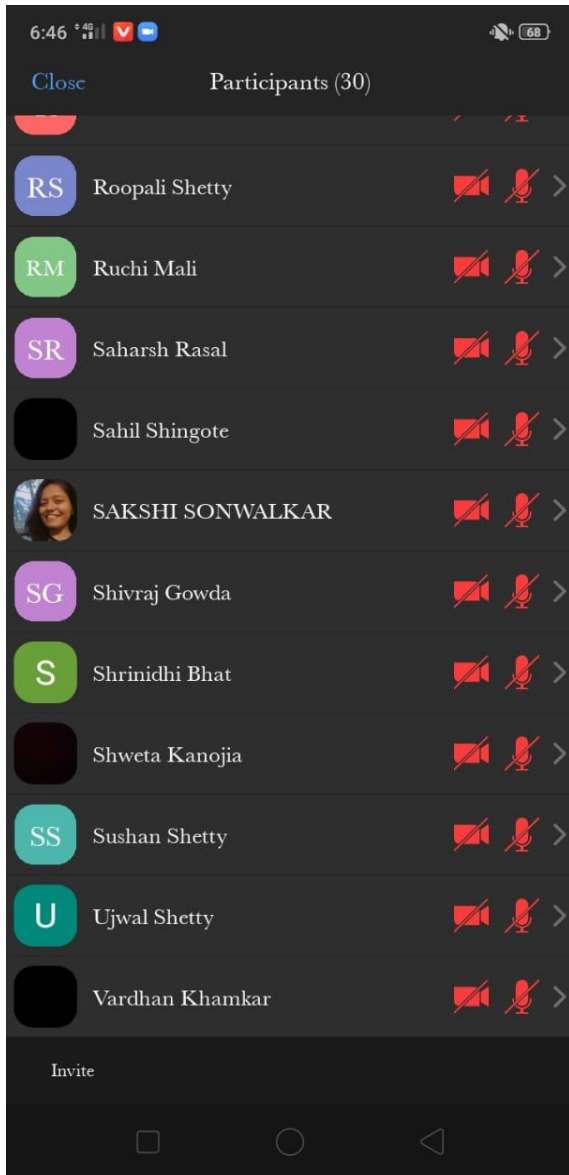 6:46 4G 68
Close Participants (30)
RS Roopali Shetty
RM Ruchi Mali
SR Saharsh Rasal
Sahil Shingote
SAKSHI SONWALKAR
SG Shivraj Gowda
S Shrinidhi Bhat
Shweta Kanojia
SS Sushan Shetty
U Ujwal Shetty
Vardhan Khamkar
Invite